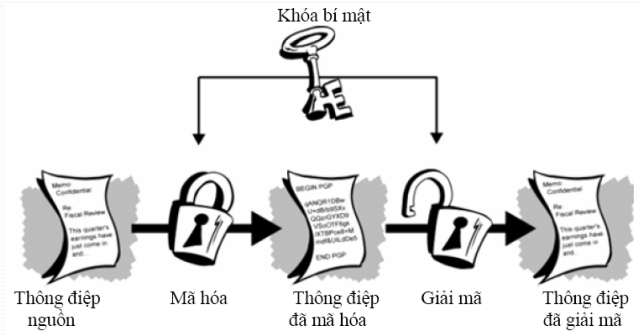 Khóa bí mật
Memo:
Confidential
Re:
Fiscal Review
This quarter's
earnings have
just come in
and...
BEGIN PGP
END PGP
Memo:
Confidential
Re:
Fiscal Review
This quarter's
earnings have
just come in
and...
Thông điệp
nguồn
Mã hóa
Thông điệp
đã mã hóa
Giải mã
Thông điệp
đã giải mã